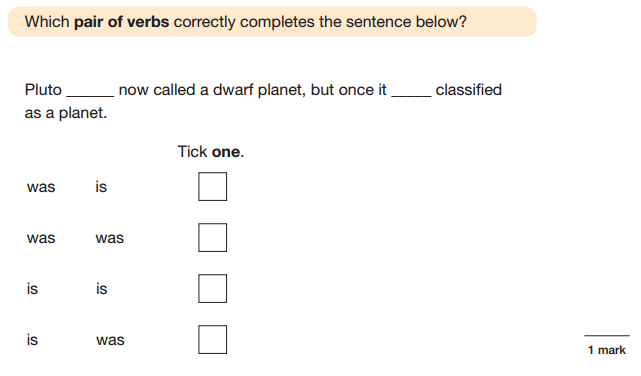 Which pair of verbs correctly completes the sentence below?
Pluto ______ now called a dwarf planet, but once it _____ classified
as a planet.
Tick one.
was is
was was
is is
is was
1 mark